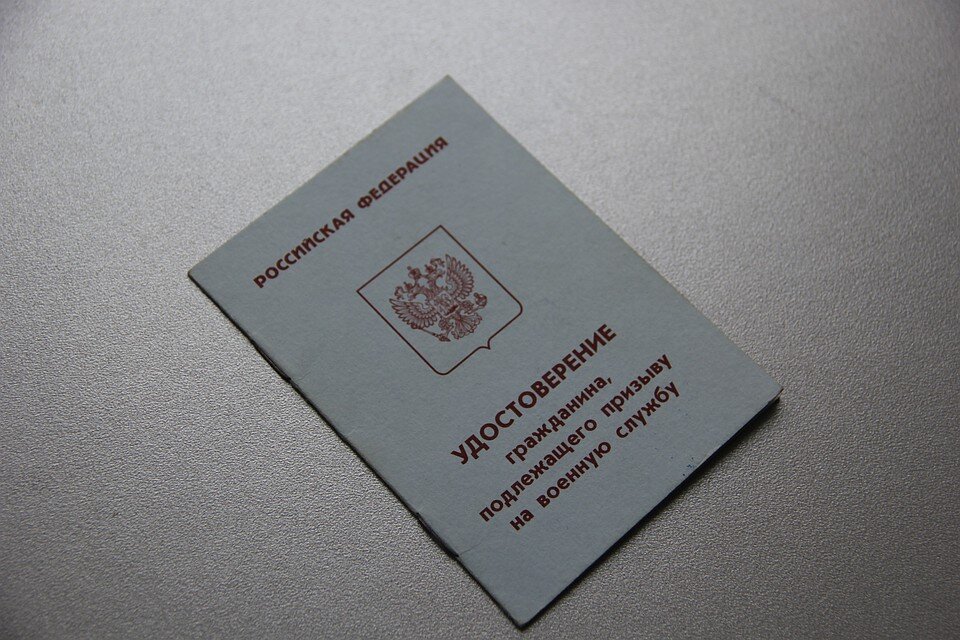 РОССИЙСКАЯ ФЕДЕРАЦИЯ
УДОСТОВЕРЕНИЕ
гражданина,
подлежащего призыву
на военную службу